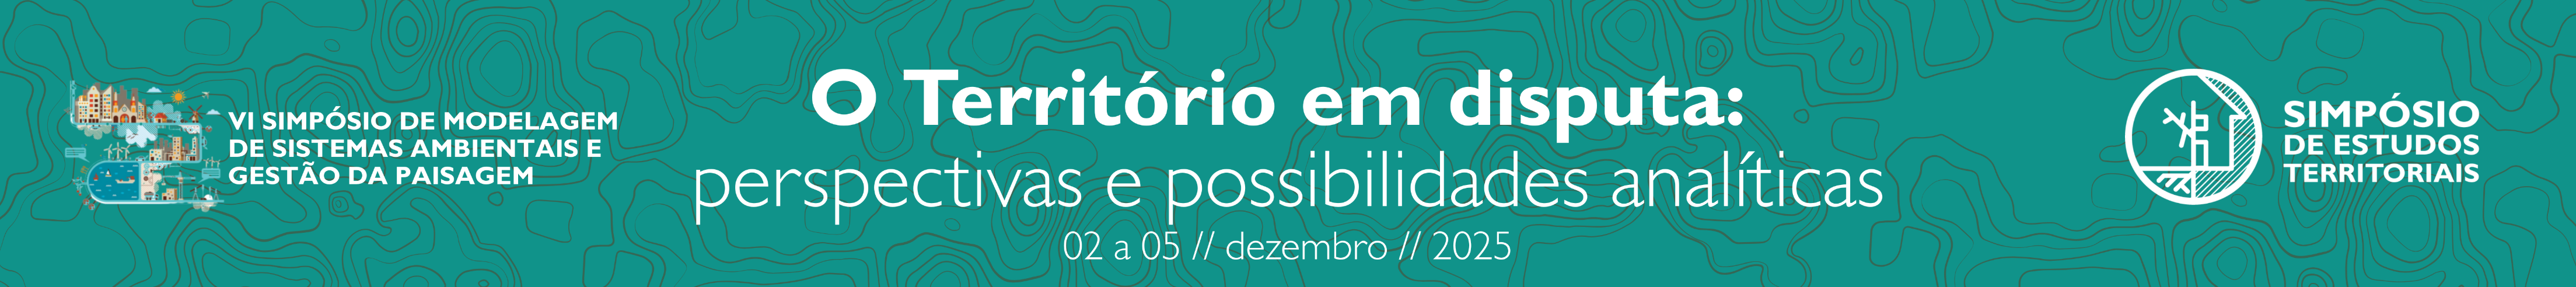 VI SIMPÓSIO DE MODELAGEM
DE SISTEMAS AMBIENTAIS E
GESTÃO DA PAISAGEM
O Território em disputa:
perspectivas e possibilidades analíticas
02 a 05 // dezembro // 2025
SIMPÓSIO
DE ESTUDOS
TERRITORIAIS